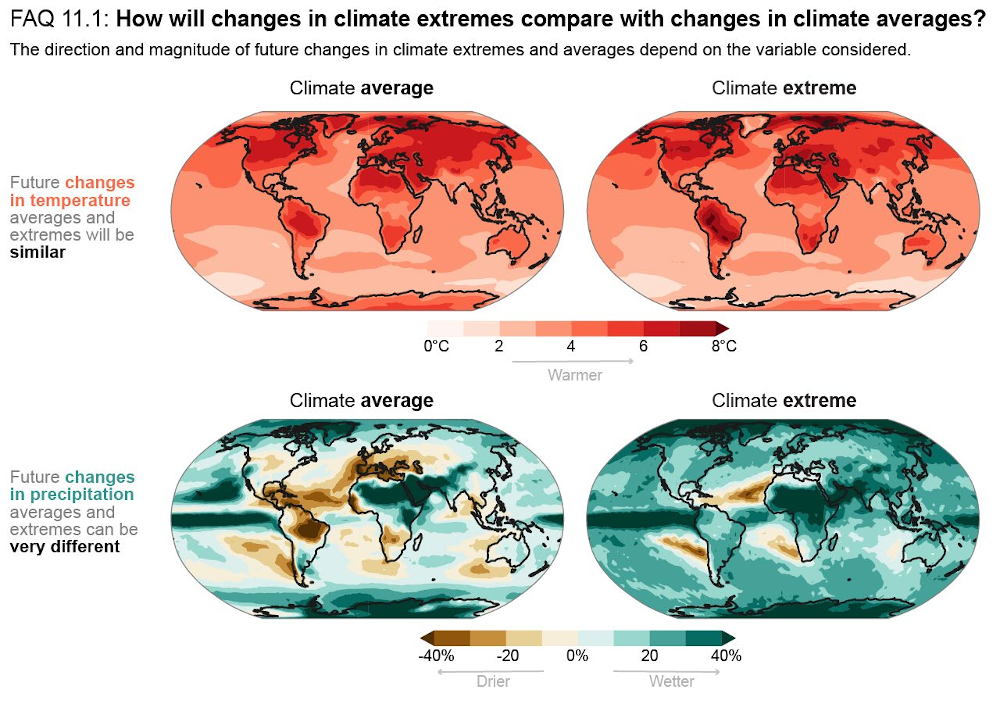 FAQ 11.1: How will changes in climate extremes compare with changes in climate averages?
The direction and magnitude of future changes in climate extremes and averages depend on the variable considered.
Climate average
Climate extreme
Future changes
in temperature
averages and
extremes will be
similar
0°C 2 4 6 8°C
Warmer
Climate average
Climate extreme
Future changes
in precipitation
averages and
extremes can be
very different
-40% -20 0% 20 40%
Drier
Wetter